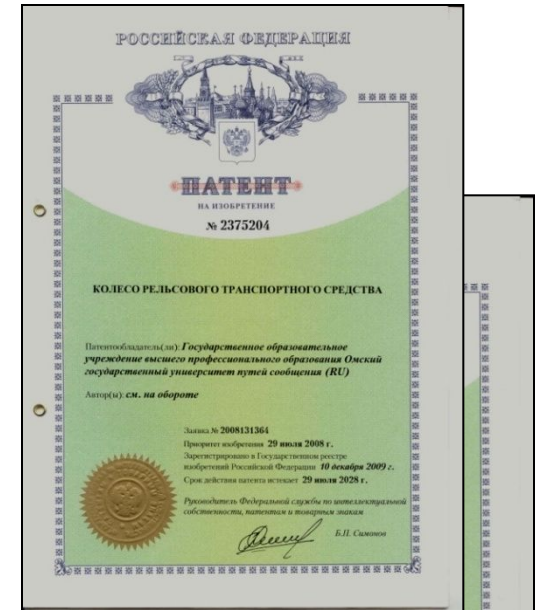 РОССИЙСКАЯ ФЕДЕРАЦИЯ
ПАТЕНТ
НА ИЗОБРЕТЕНИЕ
№ 2375204
КОЛЕСО РЕЛЬСОВОГО ТРАНСПОРТНОГО СРЕДСТВА
Патентообладатель(ли): Государственное образовательное
учреждение высшего профессионального образования Омский
государственный университет путей сообщения (RU)
Автор(ы): см. на обороте
Заявка № 2008131364
Приоритет изобретения 29 июля 2008 г.
Зарегистрировано в Государственном реестре
изобретений Российской Федерации 10 декабря 2009 г.
Срок действия патента истекает 29 июля 2028 г.
Руководитель Федеральной службы по интеллектуальной
собственности, патентам и товарным знакам
Б.П. Симонов